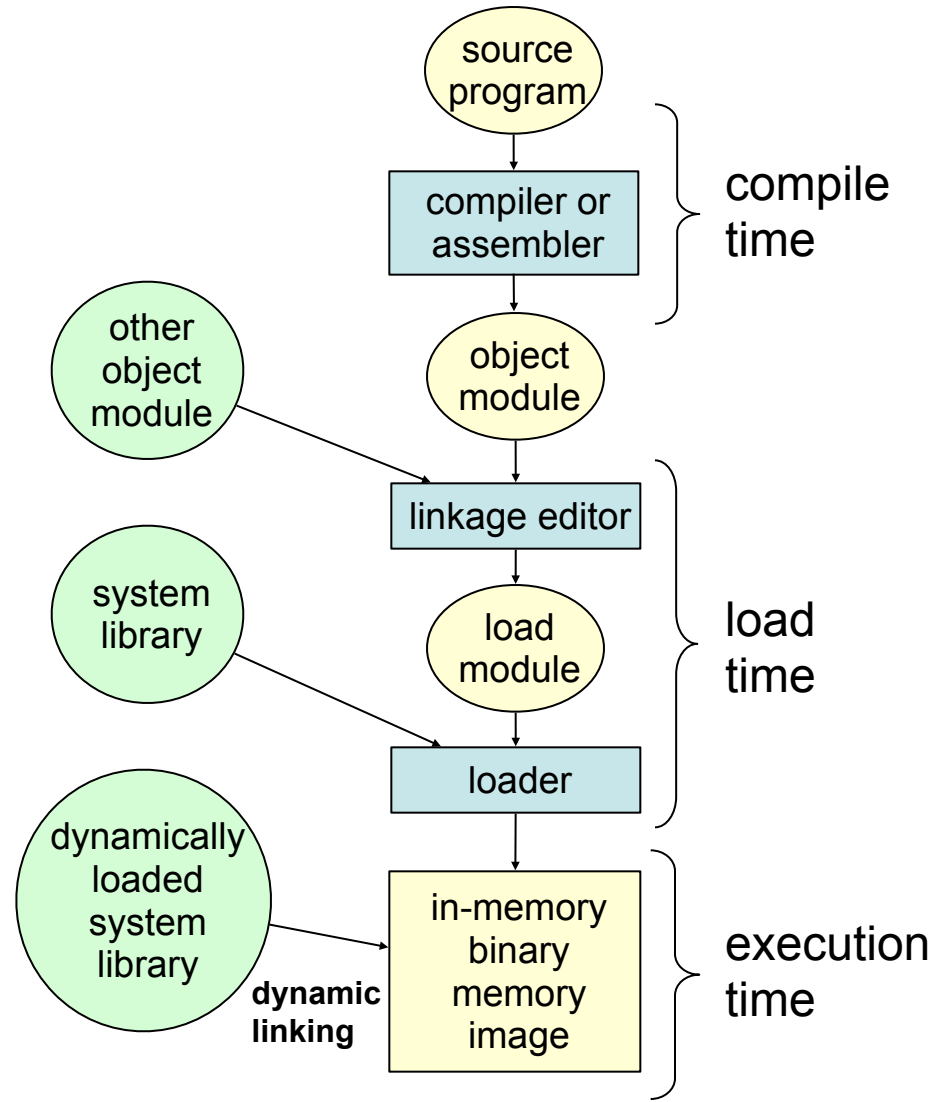 source
program
compiler or
assembler
compile
time
other
object
module
object
module
linkage editor
system
library
load
module
load
time
loader
dynamically
loaded
system
library
dynamic
linking
in-memory
binary
memory
image
execution
time